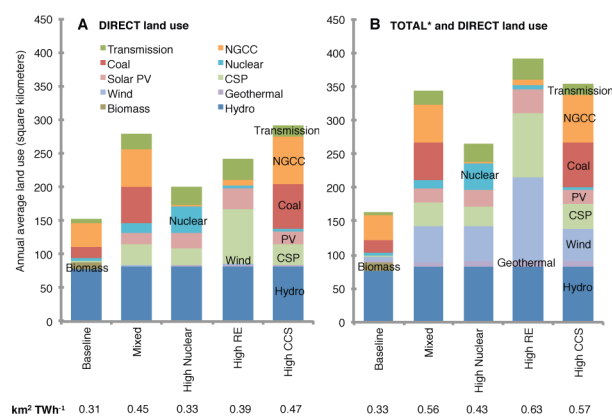 A DIRECT land use
B TOTAL* and DIRECT land use
Annual average land use (square kilometers)
450
400
350
300
250
200
150
100
50
0
Transmission
NGCC
Coal
Nuclear
Solar PV
CSP
Wind
Geothermal
Biomass
Hydro
Biomass
Nuclear
Wind
Transmission
NGCC
Coal
PV
CSP
Hydro
Baseline
Mixed
High Nuclear
High RE
High CCS
450
400
350
300
250
200
150
100
50
0
Biomass
Nuclear
Geothermal
Transmission
NGCC
Coal
PV
CSP
Wind
Hydro
Baseline
Mixed
High Nuclear
High RE
High CCS
km² TWh⁻¹ 0.31 0.45 0.33 0.39 0.47 0.33 0.56 0.43 0.63 0.57